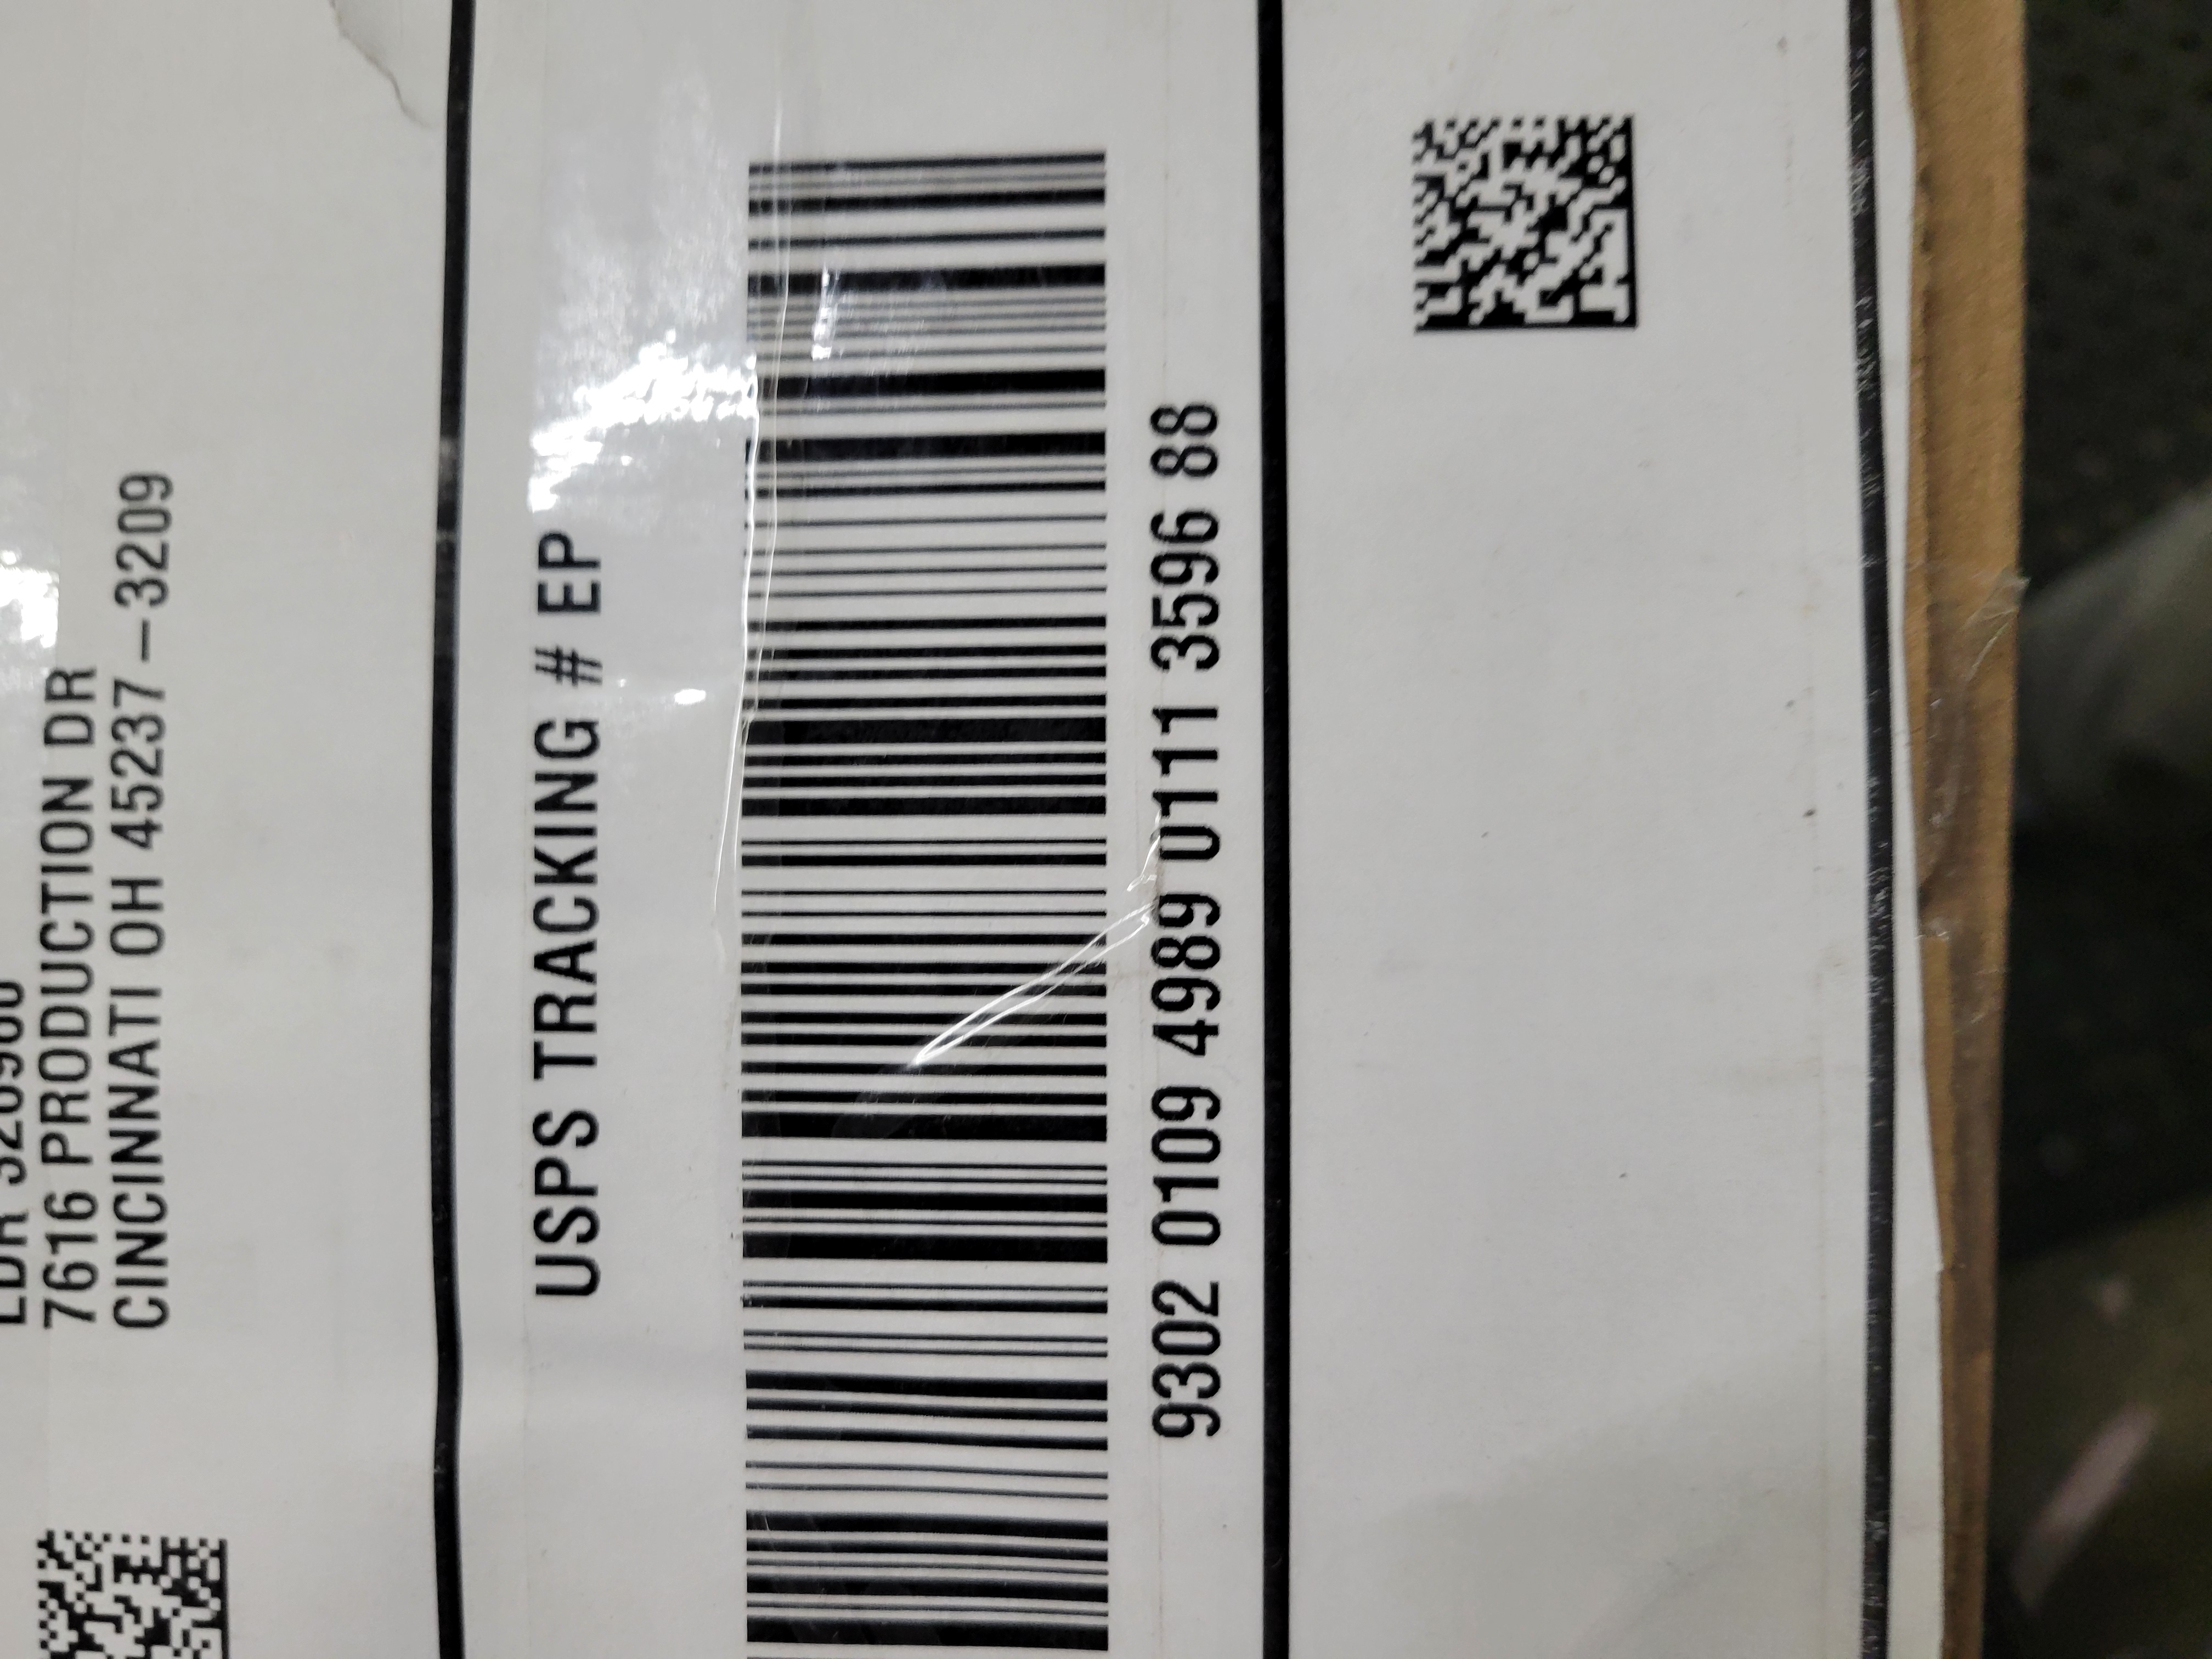 7616 PRODUCTION DR
CINCINNATI OH 45237-3209
USPS TRACKING # EP
9302 0109 4989 0111 3596 88